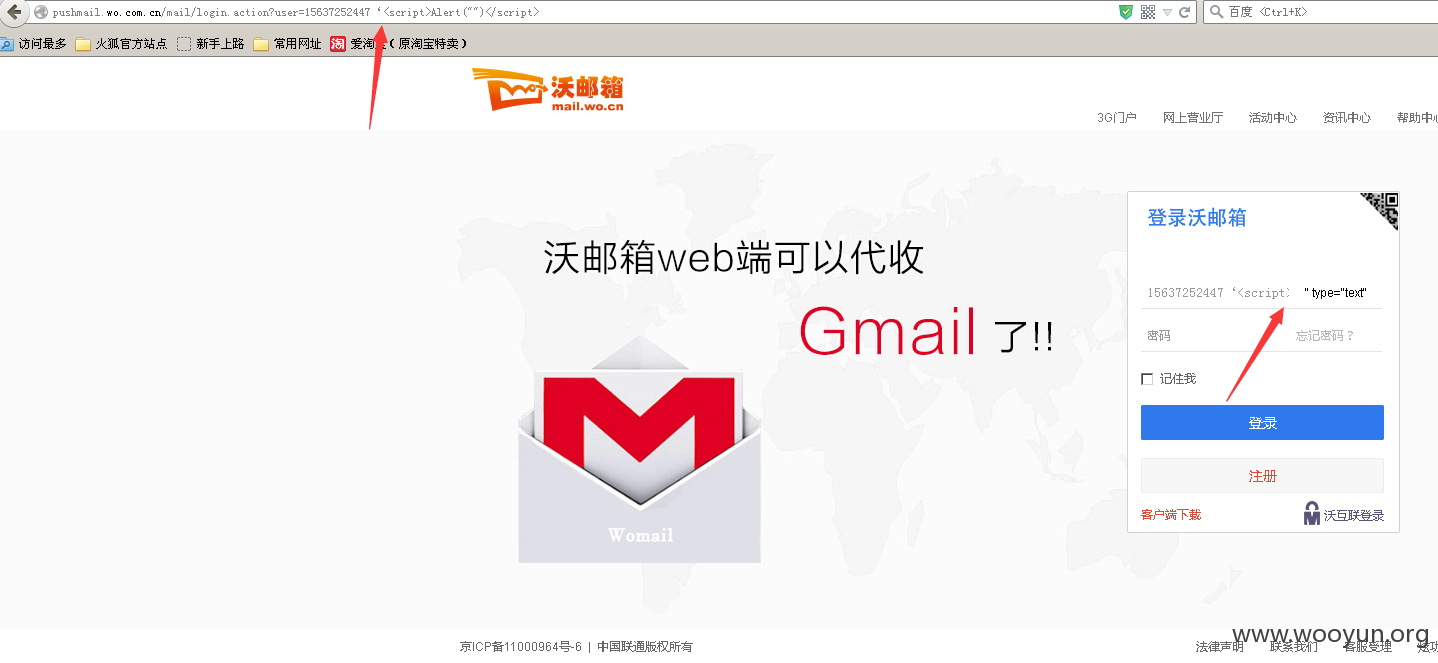 pushmail.wo.com.cn/mail/login.action?user=15637252447 ‘<script>Alert("")</script>
百度 <Ctrl+K>
访问最多 火狐官方站点 新手上路 常用网址 淘 爱淘宝（原淘宝特卖）
沃邮箱
mail.wo.cn
3G门户 网上营业厅 活动中心 资讯中心 帮助中心
登录沃邮箱
沃邮箱web端可以代收
Gmail 了!!
15637252447 ‘<script> " type="text"
密码 忘记密码？
记住我
登录
注册
客户端下载 沃互联登录
Womail
京ICP备11000964号-6 | 中国联通版权所有
法律声明 联系我们 客服受理
www.wooyun.org